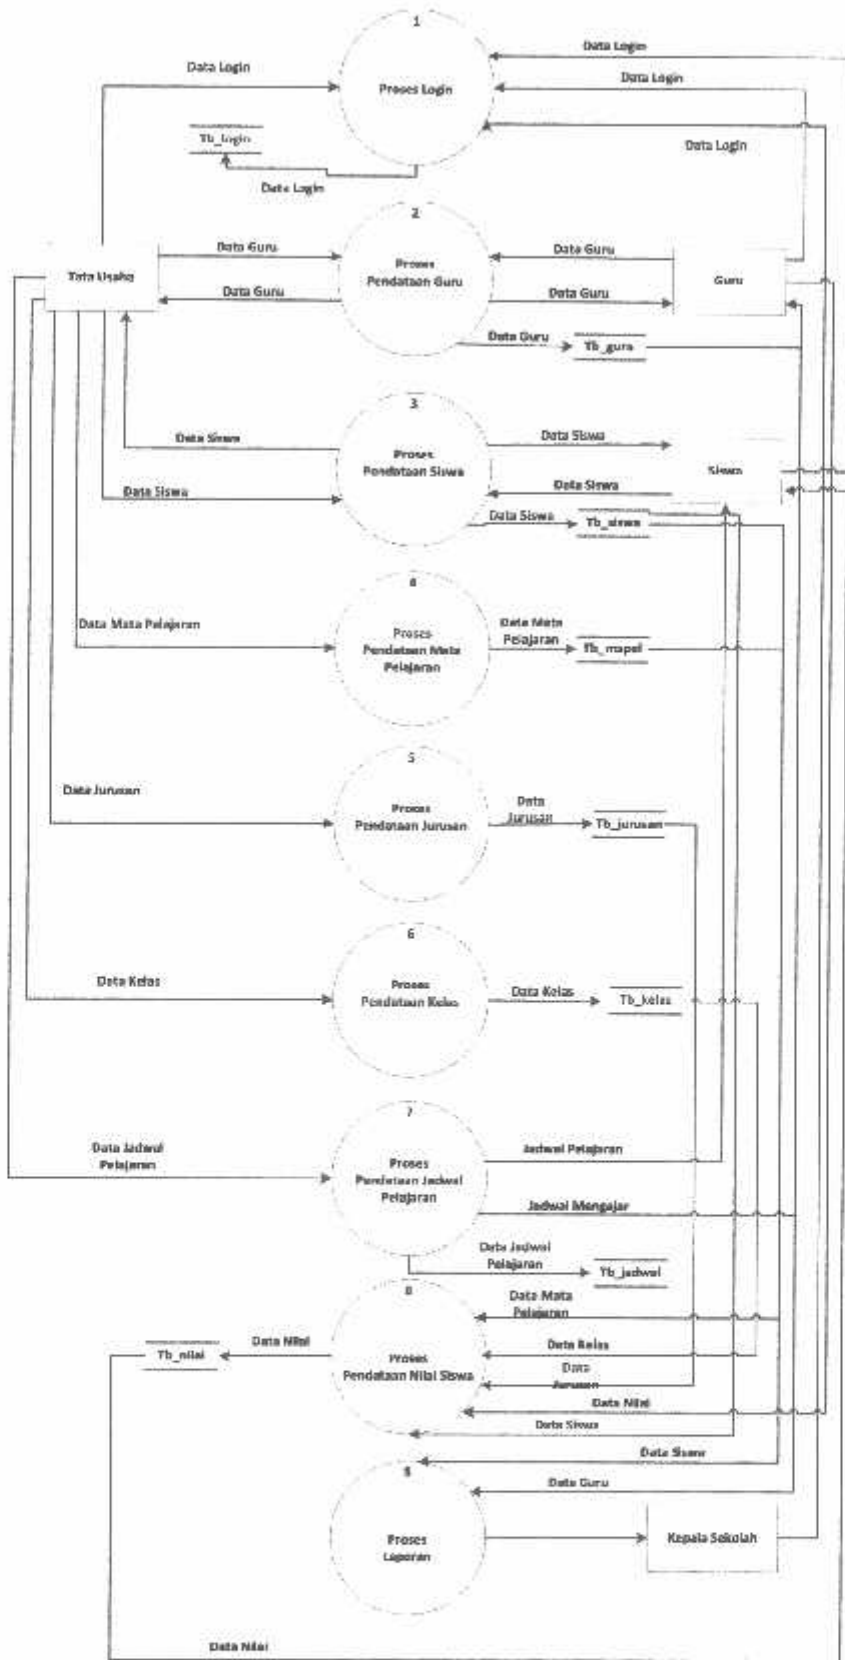 1
Proses Login
Data Login
Data Login
Data Login
Data Login
Tb_login
Data Login
2
Proses
Pendataan Guru
Data Guru
Data Guru
Tata Usaha
Guru
Data Guru
Data Guru
Data Guru
Tb_guru
3
Proses
Pendataan Siswa
Data Siswa
Data Siswa
Siswa
Data Siswa
Data Siswa
Data Siswa
Tb_siswa
4
Proses
Pendataan Mata
Pelajaran
Data Mata Pelajaran
Data Mata
Pelajaran
Tb_mapel
5
Proses
Pendataan Jurusan
Data Jurusan
Data
Jurusan
Tb_jurusan
6
Proses
Pendataan Kelas
Data Kelas
Data Kelas
Tb_kelas
7
Proses
Pendataan Jadwal
Pelajaran
Data Jadwal
Pelajaran
Jadwal Pelajaran
Jadwal Mengajar
Data Jadwal
Pelajaran
Tb_jadwal
8
Proses
Pendataan Nilai Siswa
Data Mata
Pelajaran
Data Nilai
Tb_nilai
Data Kelas
Data
Jurusan
Data Nilai
Data Siswa
9
Proses
Laporan
Data Siswa
Data Guru
Kepala Sekolah
Data Nilai